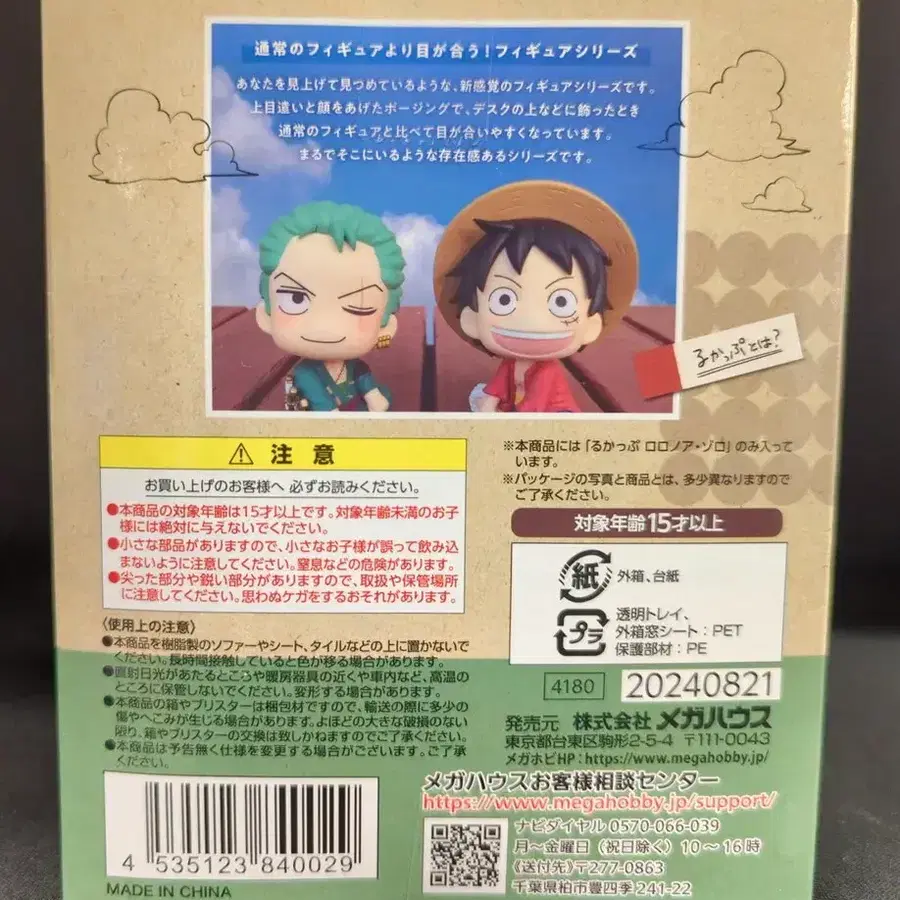 通常のフィギュアより目が合う！フィギュアシリーズ
あなたを見上げて見つめているような、新感覚のフィギュアシリーズです。
上目遣いと顔をあげたポージングで、デスクの上などに飾ったとき
通常のフィギュアと比べて目が合いやすくなっています。
まるでそこにいるような存在感あるシリーズです。
るかっぷとは?
⚠ 注意
お買い上げのお客様へ 必ずお読みください。
●本商品の対象年齢は15才以上です。対象年齢未満のお子
様には絶対に与えないでください。
●小さな部品がありますので、小さなお子様が誤って飲み込
まないように注意してください。窒息などの危険があります。
●尖った部分や鋭い部分がありますので、取扱や保管場所
に注意してください。思わぬケガをするおそれがあります。
〈使用上の注意〉
●本商品を樹脂製のソファーやシート、タイルなどの上に置かないで
ください。長時間接触していると色が移る場合があります。
●直射日光があたるところや暖房器具の近くや車内など、高温の
ところに保管しないでください。変形する場合があります。
●本商品の箱やブリスターは梱包材ですので、輸送の際に多少の
傷やへこみが生じる場合があります。よほどの大きな破損のない
限り、箱やブリスターの交換は致しかねますのでご了承ください。
●本商品は予告無く仕様を変更する場合がございます。ご了承
ください。
※本商品には「るかっぷ ロロノア・ゾロ」のみ入って
います。
※パッケージの写真と商品とは、多少異なりますので
ご了承ください。
対象年齢15才以上
紙 外箱、台紙
プラ 透明トレイ、
外箱窓シート：PET
保護部材：PE
4180 20240821
発売元 株式会社 メガハウス
東京都台東区駒形2-5-4 〒111-0043
メガホビHP：https://www.megahobby.jp/
メガハウスお客様相談センター
https://www.megahobby.jp/support/
ナビダイヤル 0570-066-039
月～金曜日（祝日除く）10～16時
〈送付先〉〒277-0863
千葉県柏市豊四季241-22
4 535123 840029
MADE IN CHINA